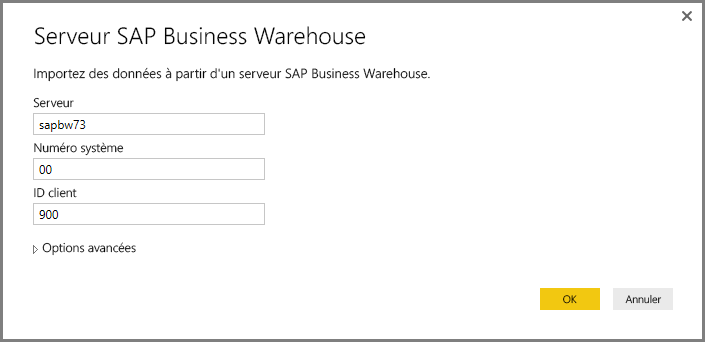 Serveur SAP Business Warehouse
Importez des données à partir d'un serveur SAP Business Warehouse.
Serveur
sapbw73
Numéro système
00
ID client
900
Options avancées
OK
Annuler